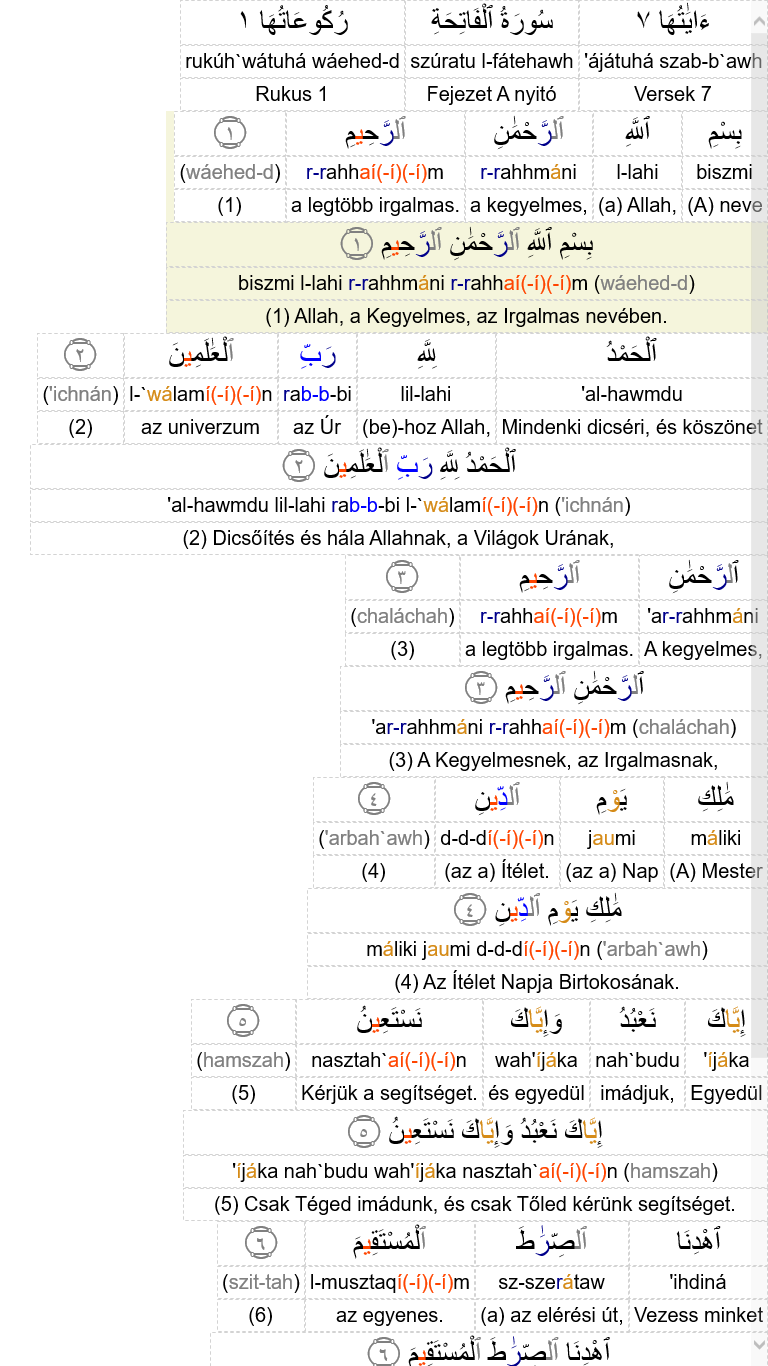 ءَايَٰتُهَا ٧ سُورَةُ ٱلْفَاتِحَةِ رُكُوعَاتُهَا ١
'ájátuhá szab-b`awh szúratu l-fátehawh rukúh`wátuhá wáehed-d
Versek 7 Fejezet A nyitó Rukus 1
بِسْمِ ٱللَّهِ ٱلرَّحْمَٰنِ ٱلرَّحِيمِ ١
biszmi l-lahi r-rahhmáni r-rahhaí(-í)(-í)m (wáehed-d)
(A) neve (a) Allah, a kegyelmes, a legtöbb irgalmas. (1)
بِسْمِ ٱللَّهِ ٱلرَّحْمَٰنِ ٱلرَّحِيمِ ١
biszmi l-lahi r-rahhmáni r-rahhaí(-í)(-í)m (wáehed-d)
(1) Allah, a Kegyelmes, az Irgalmas nevében.
ٱلْحَمْدُ لِلَّهِ رَبِّ ٱلْعَٰلَمِينَ ٢
'al-hawmdu lil-lahi rab-b-bi l-`wálamí(-í)(-í)n ('ichnán)
Mindenki dicséri, és köszönet (be)-hoz Allah, az Úr az univerzum (2)
ٱلْحَمْدُ لِلَّهِ رَبِّ ٱلْعَٰلَمِينَ ٢
'al-hawmdu lil-lahi rab-b-bi l-`wálamí(-í)(-í)n ('ichnán)
(2) Dicsőítés és hála Allahnak, a Világok Urának,
ٱلرَّحْمَٰنِ ٱلرَّحِيمِ ٣
'ar-rahhmáni r-rahhaí(-í)(-í)m (chaláchah)
A kegyelmes, a legtöbb irgalmas. (3)
ٱلرَّحْمَٰنِ ٱلرَّحِيمِ ٣
'ar-rahhmáni r-rahhaí(-í)(-í)m (chaláchah)
(3) A Kegyelmesnek, az Irgalmasnak,
مَٰلِكِ يَوْمِ ٱلدِّينِ ٤
máliki jaumi d-d-dí(-í)(-í)n ('arbah`awh)
(A) Mester (az a) Nap (az a) Ítélet. (4)
مَٰلِكِ يَوْمِ ٱلدِّينِ ٤
máliki jaumi d-d-dí(-í)(-í)n ('arbah`awh)
(4) Az Ítélet Napja Birtokosának.
إِيَّاكَ نَعْبُدُ وَإِيَّاكَ نَسْتَعِينُ ٥
'íjáka nah`budu wah'íjáka nasztah`aí(-í)(-í)n (hamszah)
Egyedül imádjuk, és egyedül Kérjük a segítséget. (5)
إِيَّاكَ نَعْبُدُ وَإِيَّاكَ نَسْتَعِينُ ٥
'íjáka nah`budu wah'íjáka nasztah`aí(-í)(-í)n (hamszah)
(5) Csak Téged imádunk, és csak Tőled kérünk segítséget.
ٱهْدِنَا ٱلصِّرَٰطَ ٱلْمُسْتَقِيمَ ٦
'ihdiná sz-szerátaw l-musztaqí(-í)(-í)m (szit-tah)
Vezess minket (a) az elérési út, az egyenes. (6)
ٱهْدِنَا ٱلصِّرَٰطَ ٱلْمُسْتَقِيمَ ٦